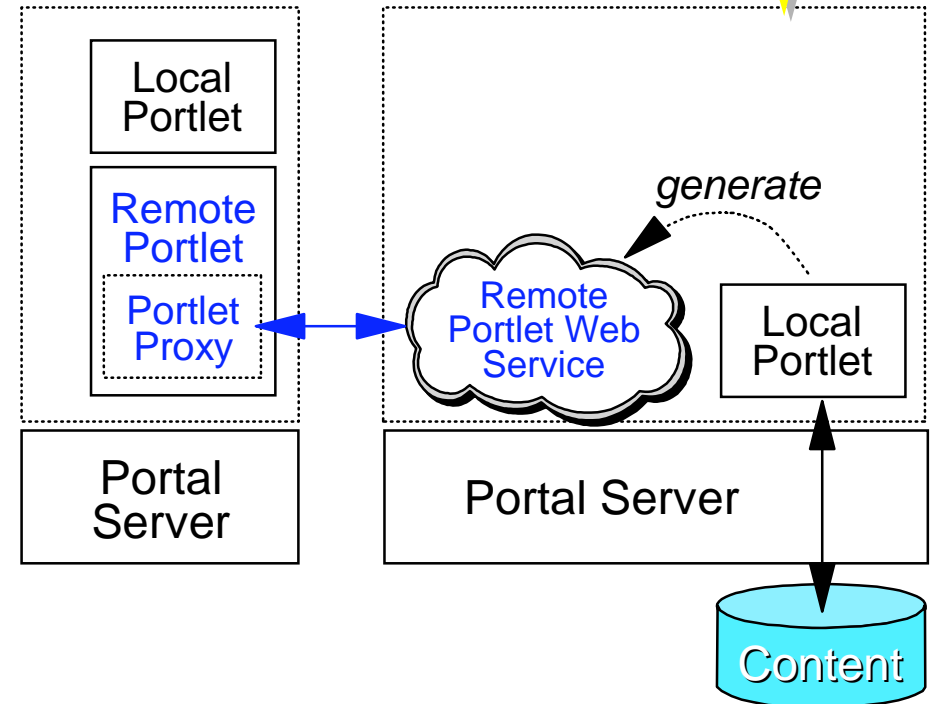 Local
Portlet
Remote
Portlet
Portlet
Proxy
Portal
Server
generate
Remote
Portlet Web
Service
Local
Portlet
Portal Server
Content